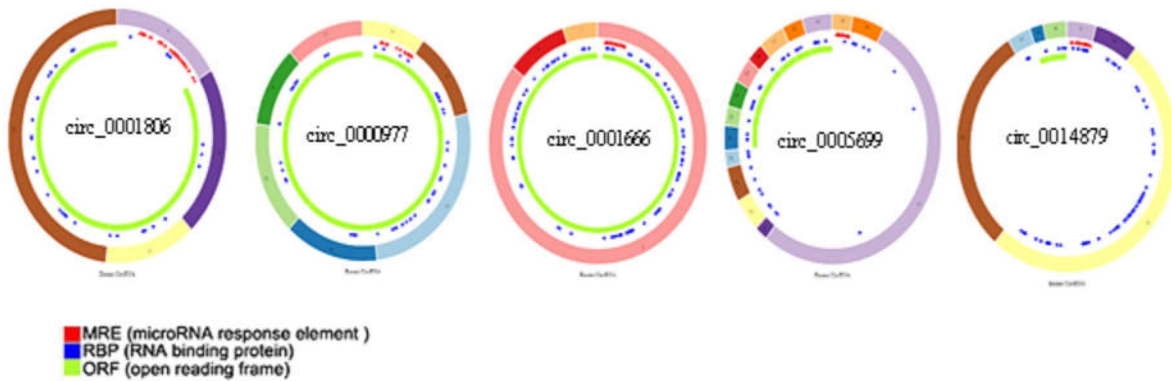 circ_0001806
circ_0000977
circ_0001666
circ_0005699
circ_0014879
MRE (microRNA response element )
RBP (RNA binding protein)
ORF (open reading frame)